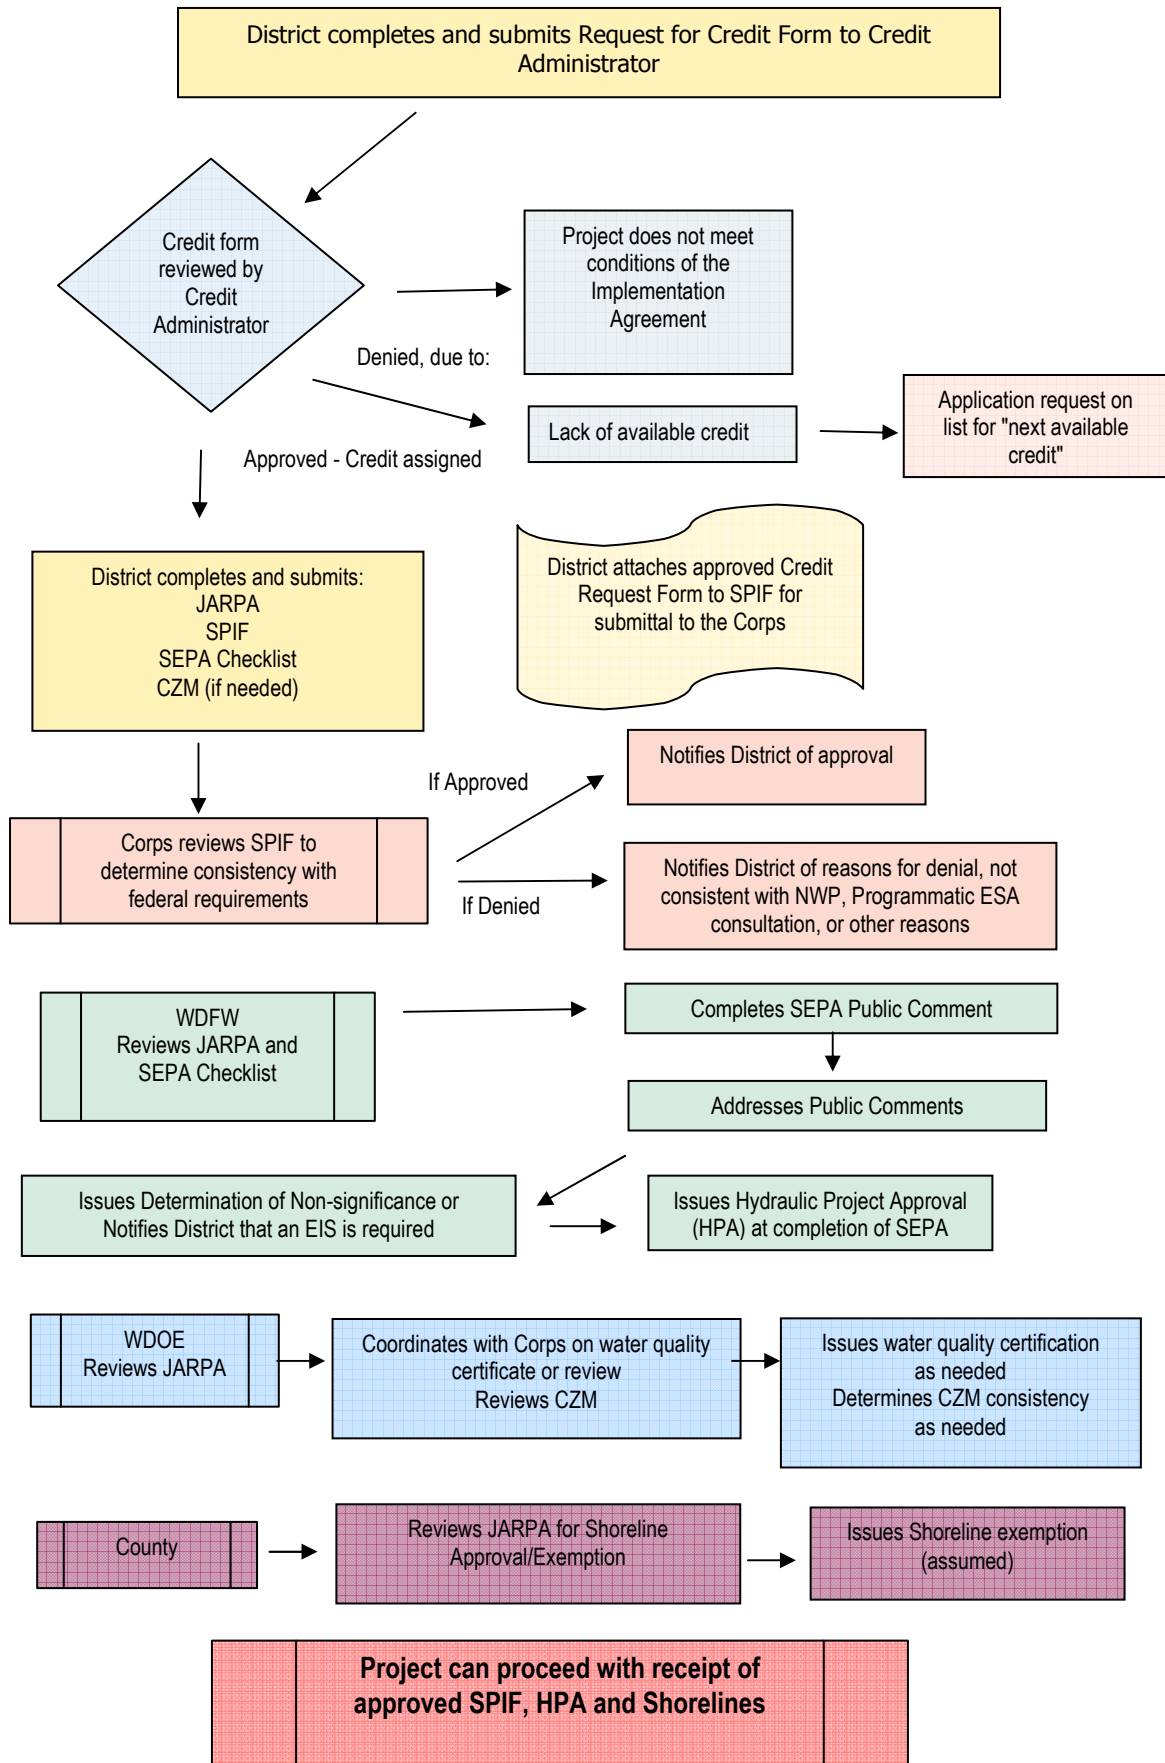 District completes and submits Request for Credit Form to Credit
Administrator
Credit form
reviewed by
Credit
Administrator
Project does not meet
conditions of the
Implementation
Agreement
Denied, due to:
Lack of available credit
Application request on
list for "next available
credit"
Approved - Credit assigned
District completes and submits:
JARPA
SPIF
SEPA Checklist
CZM (if needed)
District attaches approved Credit
Request Form to SPIF for
submittal to the Corps
Corps reviews SPIF to
determine consistency with
federal requirements
If Approved
Notifies District of approval
If Denied
Notifies District of reasons for denial, not
consistent with NWP, Programmatic ESA
consultation, or other reasons
WDFW
Reviews JARPA and
SEPA Checklist
Completes SEPA Public Comment
Addresses Public Comments
Issues Determination of Non-significance or
Notifies District that an EIS is required
Issues Hydraulic Project Approval
(HPA) at completion of SEPA
WDOE
Reviews JARPA
Coordinates with Corps on water quality
certificate or review
Reviews CZM
Issues water quality certification
as needed
Determines CZM consistency
as needed
County
Reviews JARPA for Shoreline
Approval/Exemption
Issues Shoreline exemption
(assumed)
Project can proceed with receipt of
approved SPIF, HPA and Shorelines